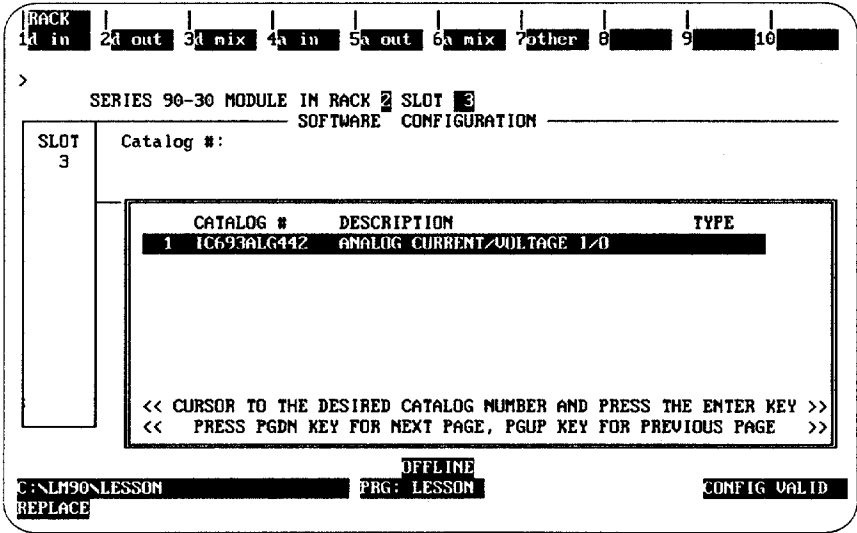 RACK
1d in 2d out 3d mix 4a in 5a out 6a mix 7other 8 9 10
>
SERIES 90-30 MODULE IN RACK 2 SLOT 3
SOFTWARE CONFIGURATION
SLOT Catalog #:
3
CATALOG # DESCRIPTION TYPE
1 IC693ALG442 ANALOG CURRENT/VOLTAGE I/O
<< CURSOR TO THE DESIRED CATALOG NUMBER AND PRESS THE ENTER KEY >>
<< PRESS PGDN KEY FOR NEXT PAGE, PGUP KEY FOR PREVIOUS PAGE >>
OFFLINE
C:\LM90\LESSON PRG: LESSON CONFIG VALID
REPLACE